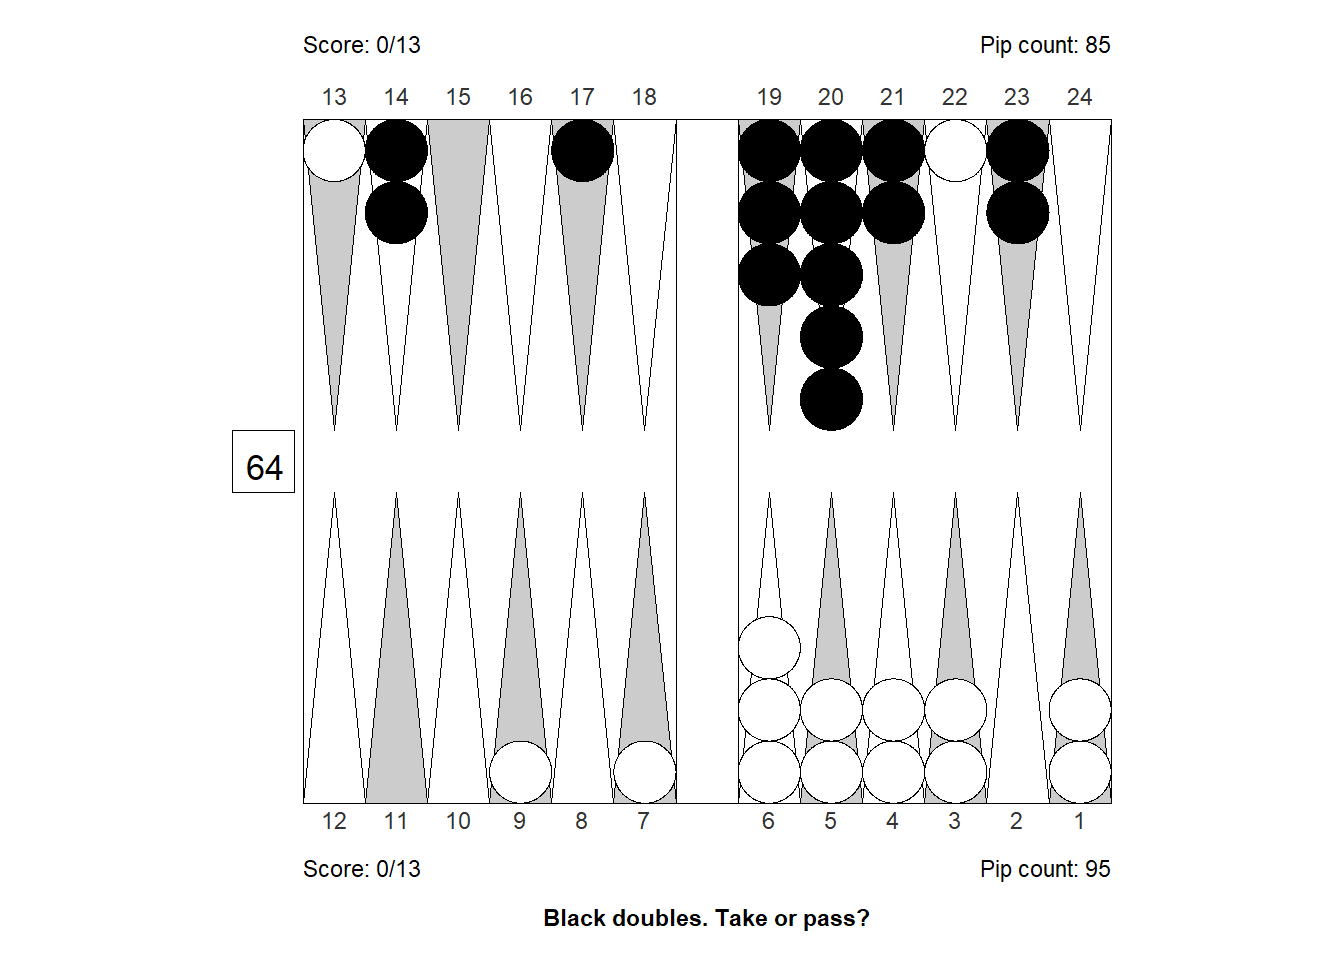 Score: 0/13 Pip count: 85
13 14 15 16 17 18 19 20 21 22 23 24
64
12 11 10 9 8 7 6 5 4 3 2 1
Score: 0/13 Pip count: 95
Black doubles. Take or pass?